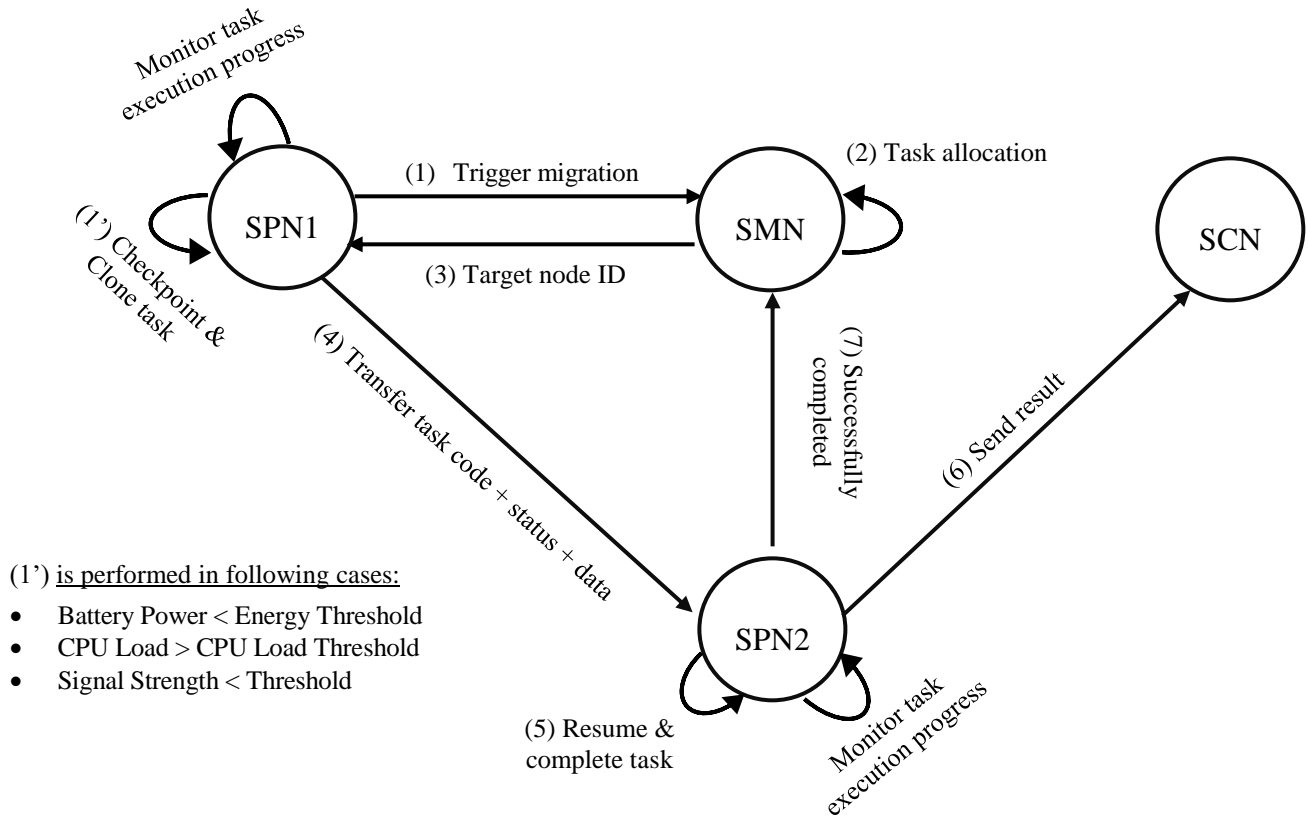 Monitor task
execution progress
(1) Trigger migration
(2) Task allocation
SPN1
SMN
SCN
(1’) Checkpoint &
Clone task
(3) Target node ID
(4) Transfer task code + status + data
(7) Successfully
completed
(6) Send result
(1’) is performed in following cases:
• Battery Power < Energy Threshold
• CPU Load > CPU Load Threshold
• Signal Strength < Threshold
SPN2
(5) Resume &
complete task
Monitor task
execution progress